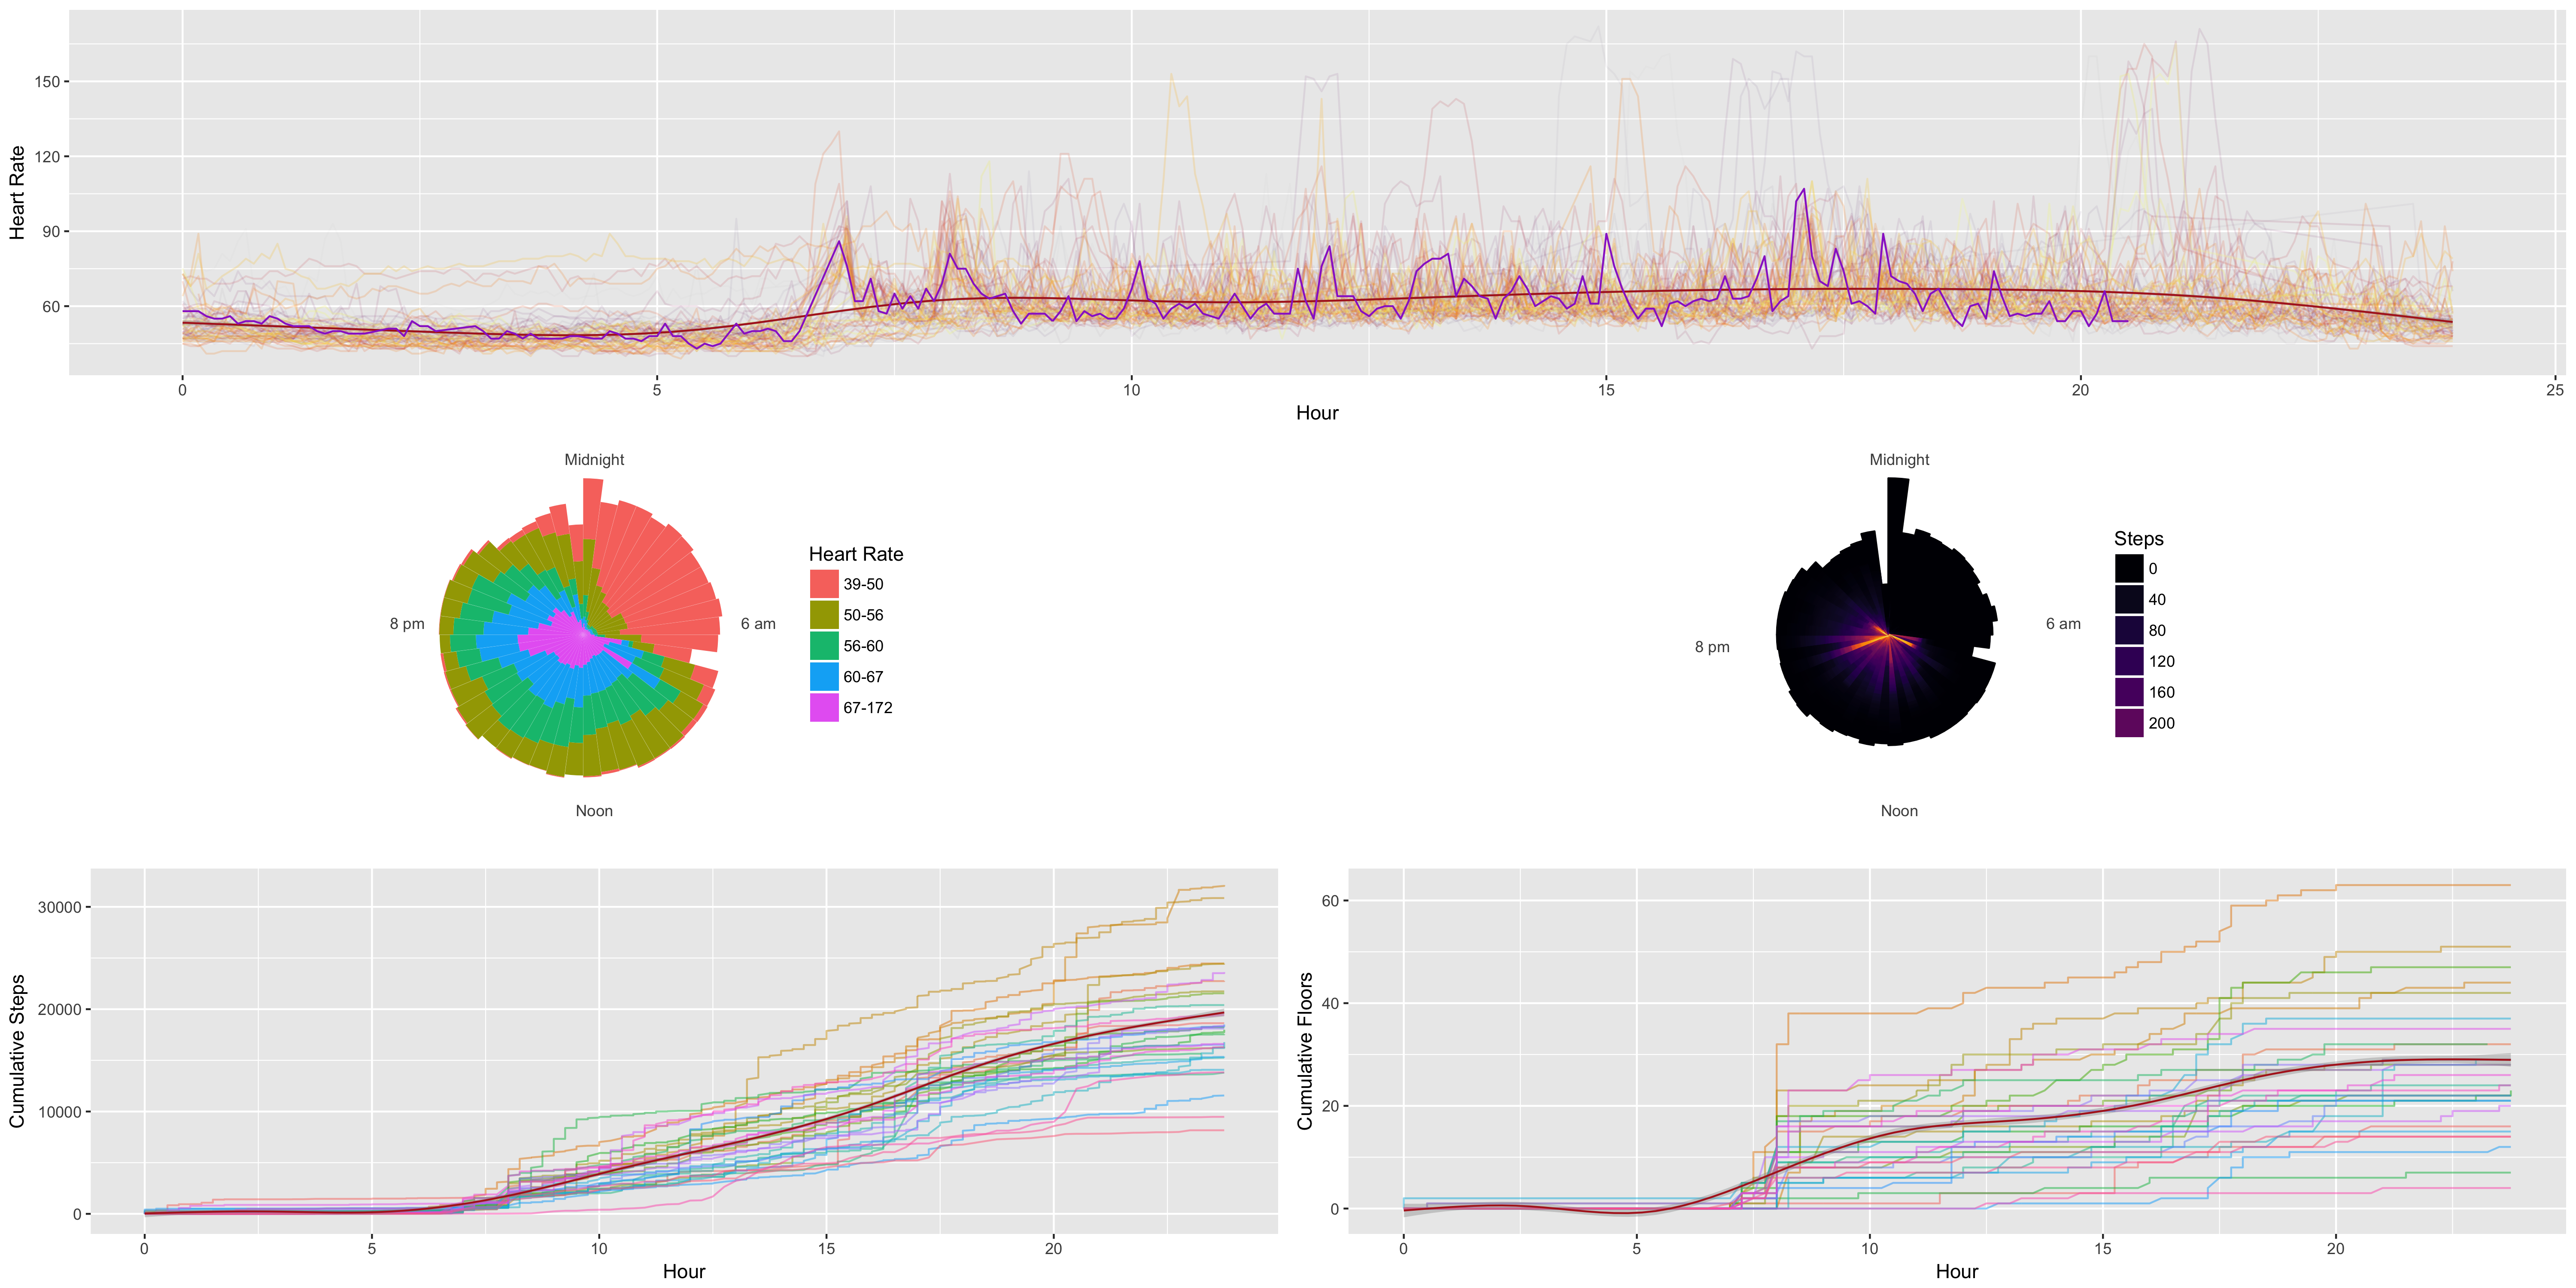 150
120
90
60
Heart Rate
0 5 10 15 20 25
Hour
Midnight
8 pm
6 am
Noon
Heart Rate
39-50
50-56
56-60
60-67
67-172
Midnight
8 pm
6 am
Noon
Steps
0
40
80
120
160
200
30000
20000
10000
0
Cumulative Steps
0 5 10 15 20
Hour
60
40
20
0
Cumulative Floors
0 5 10 15 20
Hour